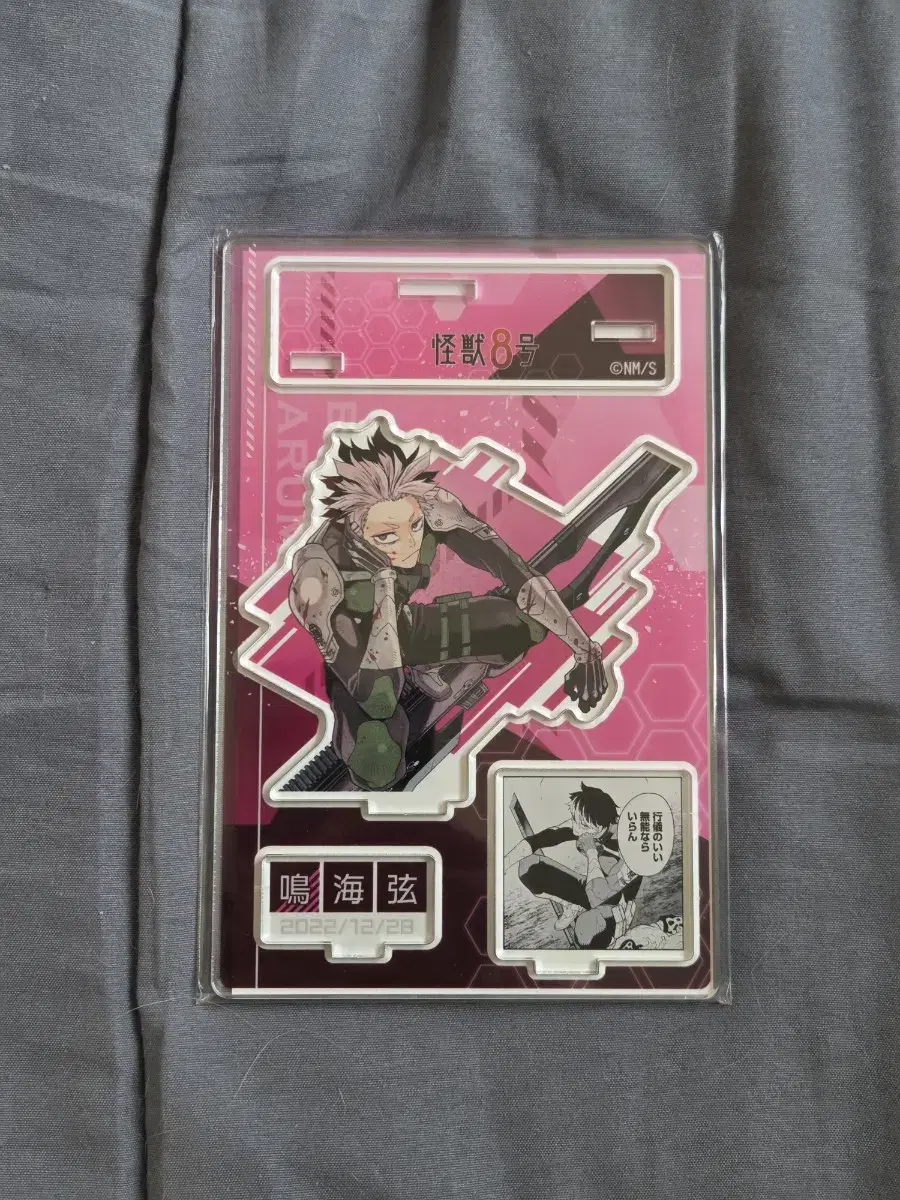 怪獣8号
©NM/S
ARUM
行儀のいい
無能なら
いらん
鳴海弦
2022/12/28